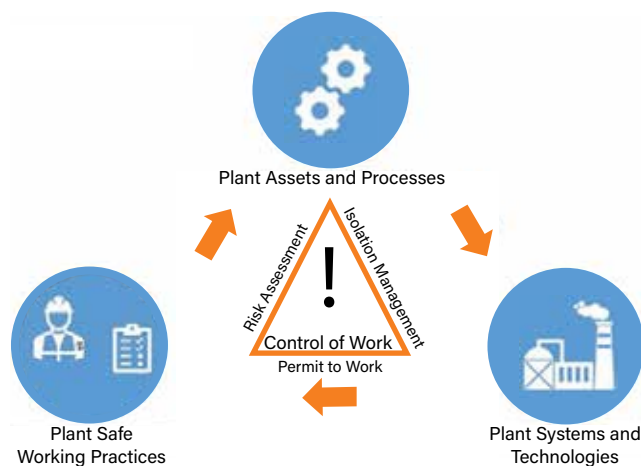 Plant Assets and Processes
Risk Assessment
Isolation Management
!
Control of Work
Permit to Work
Plant Safe
Working Practices
Plant Systems and
Technologies